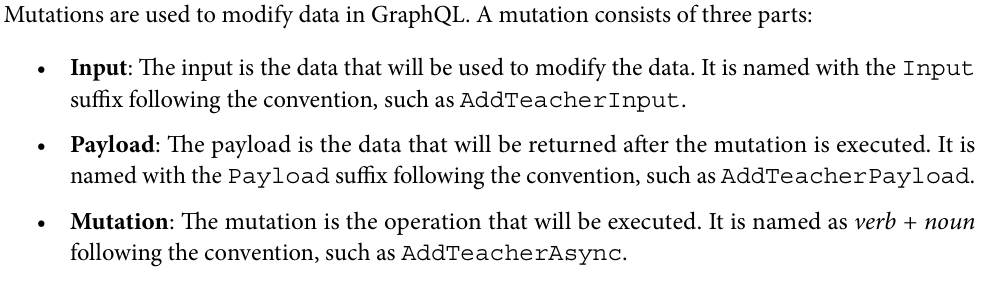 Mutations are used to modify data in GraphQL. A mutation consists of three parts:
• Input: The input is the data that will be used to modify the data. It is named with the Input
suffix following the convention, such as AddTeacherInput.
• Payload: The payload is the data that will be returned after the mutation is executed. It is
named with the Payload suffix following the convention, such as AddTeacherPayload.
• Mutation: The mutation is the operation that will be executed. It is named as verb + noun
following the convention, such as AddTeacherAsync.